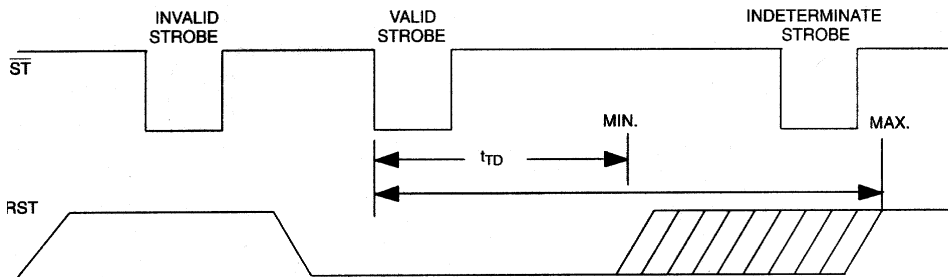 INVALID
STROBE
VALID
STROBE
INDETERMINATE
STROBE
ST
MIN.
MAX.
tTD
RST